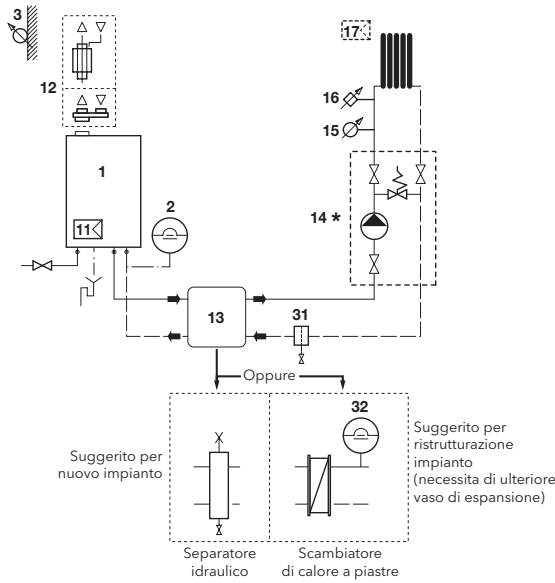 3
17
12
16
15
1
2
14 *
11
13
31
Oppure
32
Suggerito per
nuovo impianto
Suggerito per
ristrutturazione
impianto
(necessita di ulteriore
vaso di espansione)
Separatore
idraulico
Scambiatore
di calore a piastre